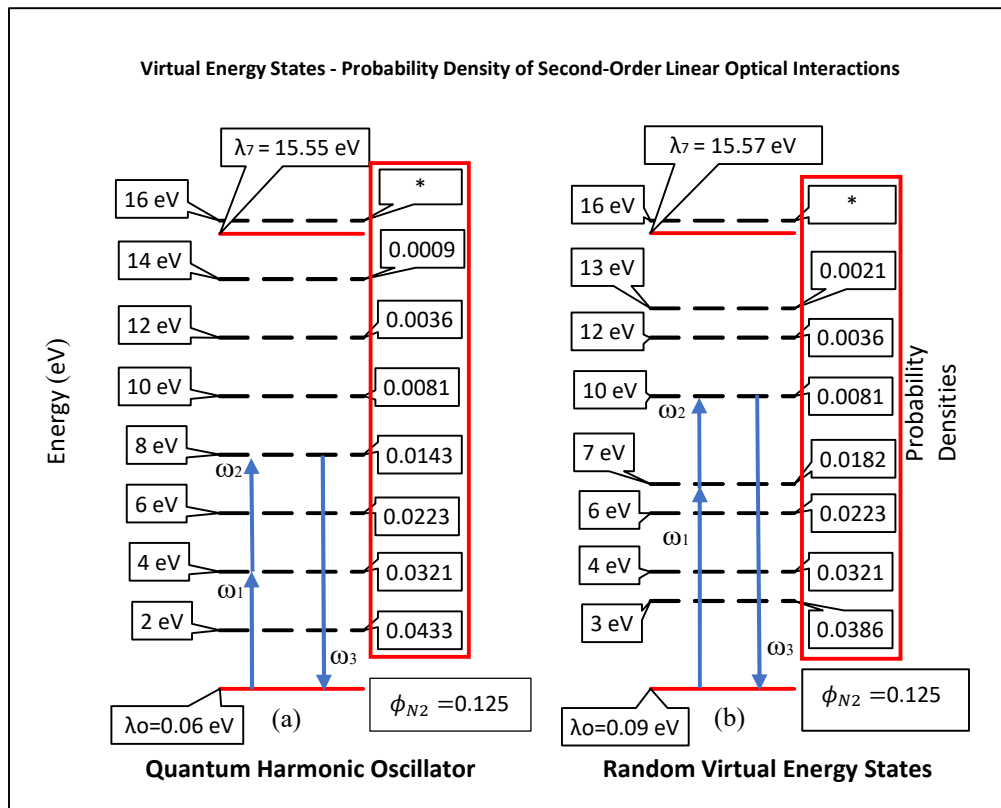 Virtual Energy States - Probability Density of Second-Order Linear Optical Interactions
Energy (eV)
λ7 = 15.55 eV
16 eV
*
14 eV
0.0009
12 eV
0.0036
10 eV
0.0081
8 eV
0.0143
ω2
6 eV
0.0223
4 eV
0.0321
ω1
2 eV
0.0433
ω3
λo=0.06 eV
(a)
ϕN2 =0.125
Quantum Harmonic Oscillator
λ7 = 15.57 eV
16 eV
*
13 eV
0.0021
12 eV
0.0036
10 eV
0.0081
ω2
7 eV
0.0182
6 eV
0.0223
ω1
4 eV
0.0321
3 eV
0.0386
ω3
λo=0.09 eV
(b)
ϕN2 =0.125
Random Virtual Energy States
Probability
Densities